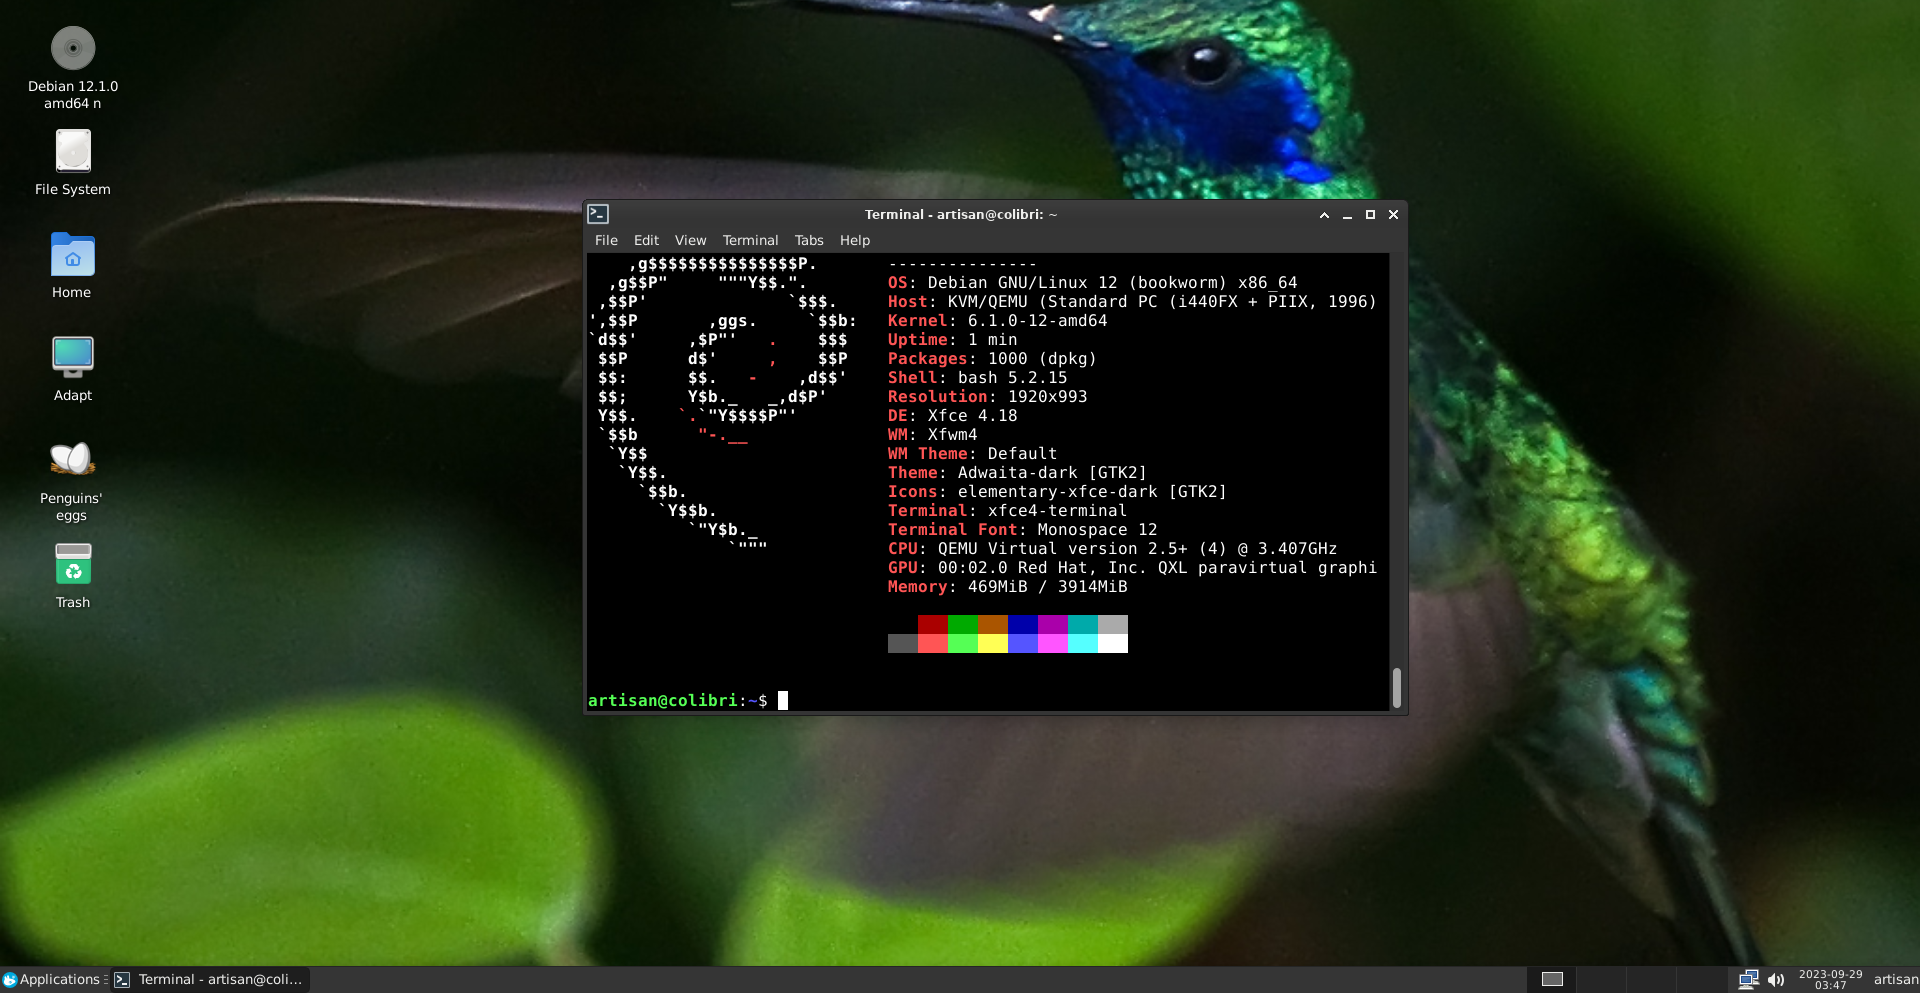 Debian 12.1.0
amd64 n
File System
Home
Adapt
Penguins'
eggs
Trash
Terminal - artisan@colibri: ~
File Edit View Terminal Tabs Help
     ,g$$$$$$$$$$$$$$$P.       ---------------
  ,g$$P"     """Y$$.".        OS: Debian GNU/Linux 12 (bookworm) x86_64
 ,$$P'              `$$$.     Host: KVM/QEMU (Standard PC (i440FX + PIIX, 1996)
',$$P       ,ggs.     `$$b:   Kernel: 6.1.0-12-amd64
`d$$'     ,$P"'   .    $$$    Uptime: 1 min
 $$P      d$'     ,    $$P    Packages: 1000 (dpkg)
 $$:      $$.   -    ,d$$'    Shell: bash 5.2.15
 $$;      Y$b._   _,d$P'      Resolution: 1920x993
 Y$$.    `.`"Y$$$$P"'         DE: Xfce 4.18
 `$$b      "-.__              WM: Xfwm4
  `Y$$                        WM Theme: Default
   `Y$$.                      Theme: Adwaita-dark [GTK2]
     `$$b.                    Icons: elementary-xfce-dark [GTK2]
       `Y$$b.                 Terminal: xfce4-terminal
          `"Y$b._             Terminal Font: Monospace 12
              `"""            CPU: QEMU Virtual version 2.5+ (4) @ 3.407GHz
GPU: 00:02.0 Red Hat, Inc. QXL paravirtual graphi
Memory: 469MiB / 3914MiB
artisan@colibri:~$
Applications
Terminal - artisan@coli...
2023-09-29
03:47
artisan